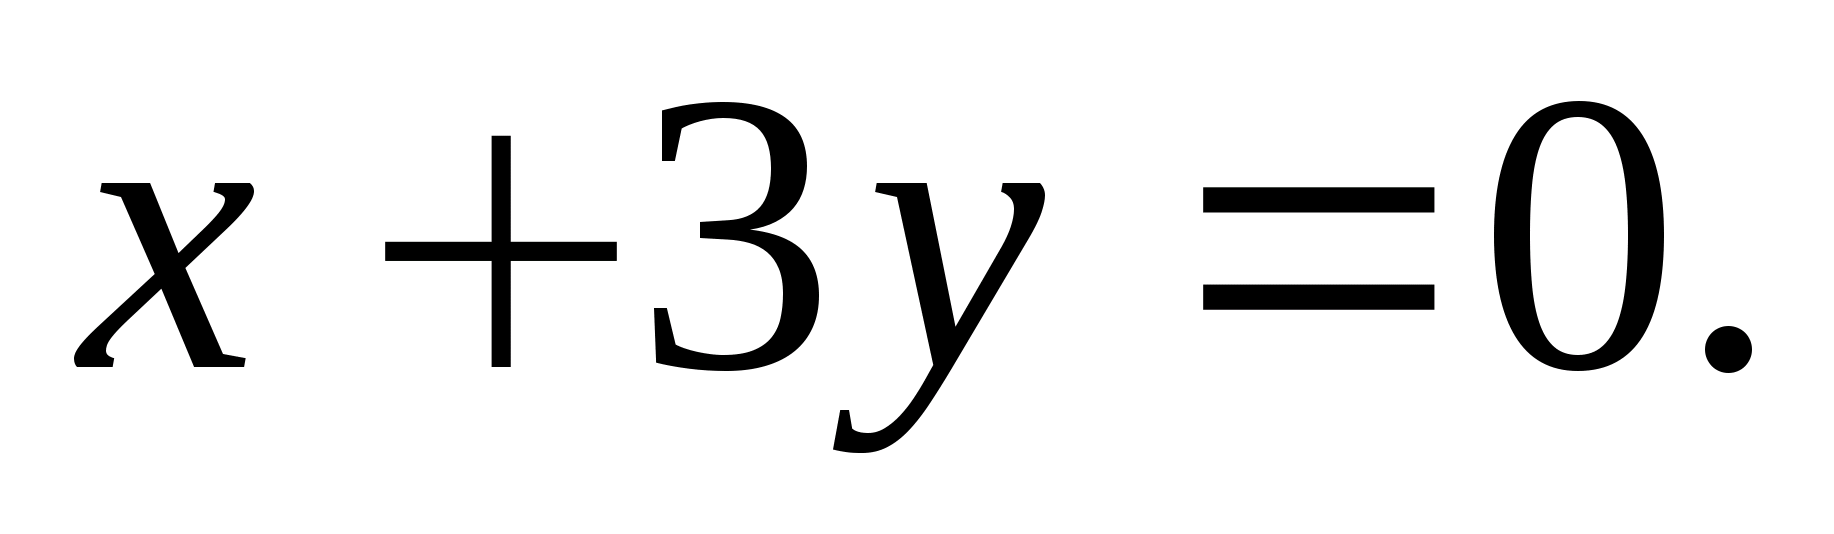 x + 3y = 0.